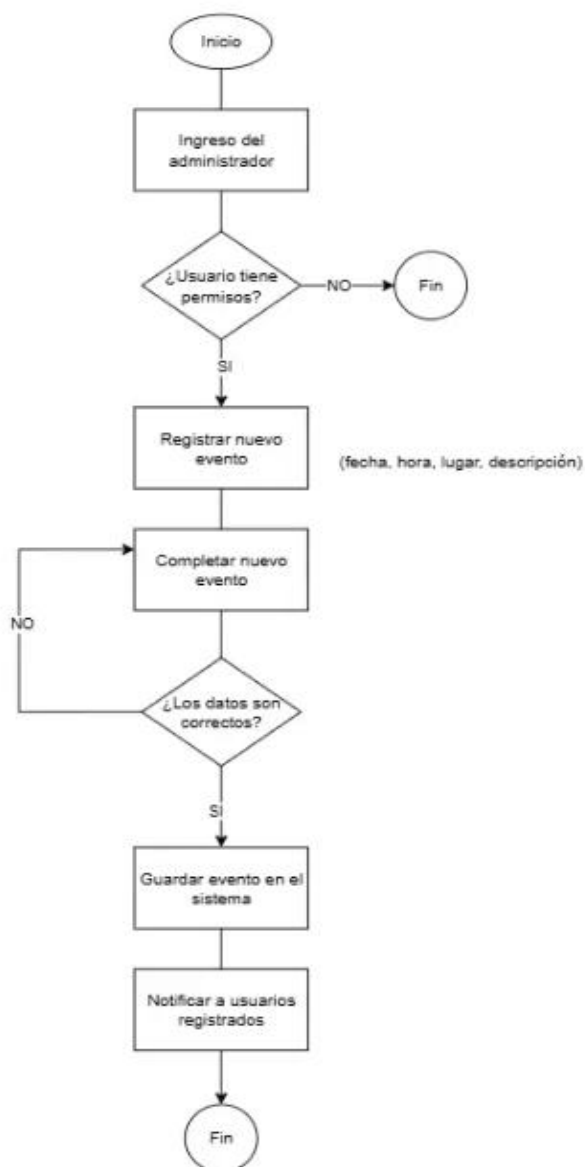 Inicio
Ingreso del
administrador
¿Usuario tiene
permisos?
NO
Fin
SI
Registrar nuevo
evento
(fecha, hora, lugar, descripción)
Completar nuevo
evento
NO
¿Los datos son
correctos?
SI
Guardar evento en el
sistema
Notificar a usuarios
registrados
Fin